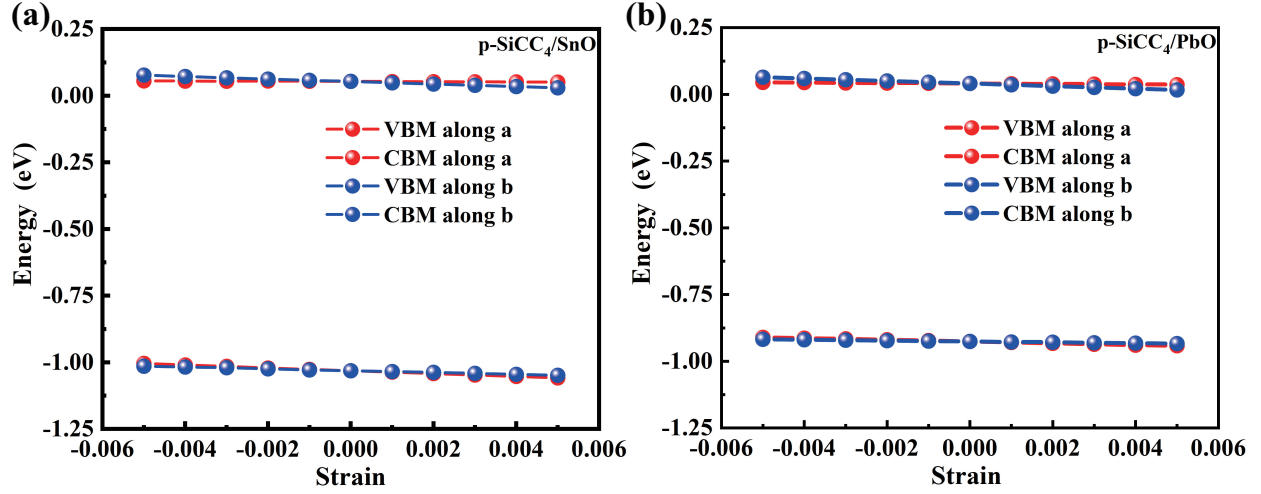 (a)
p-SiCC4/SnO
0.25
0.00
-0.25
-0.50
-0.75
-1.00
-1.25
Energy (eV)
VBM along a
CBM along a
VBM along b
CBM along b
-0.006 -0.004 -0.002 0.000 0.002 0.004 0.006
Strain
(b)
p-SiCC4/PbO
0.25
0.00
-0.25
-0.50
-0.75
-1.00
-1.25
Energy (eV)
VBM along a
CBM along a
VBM along b
CBM along b
-0.006 -0.004 -0.002 0.000 0.002 0.004 0.006
Strain